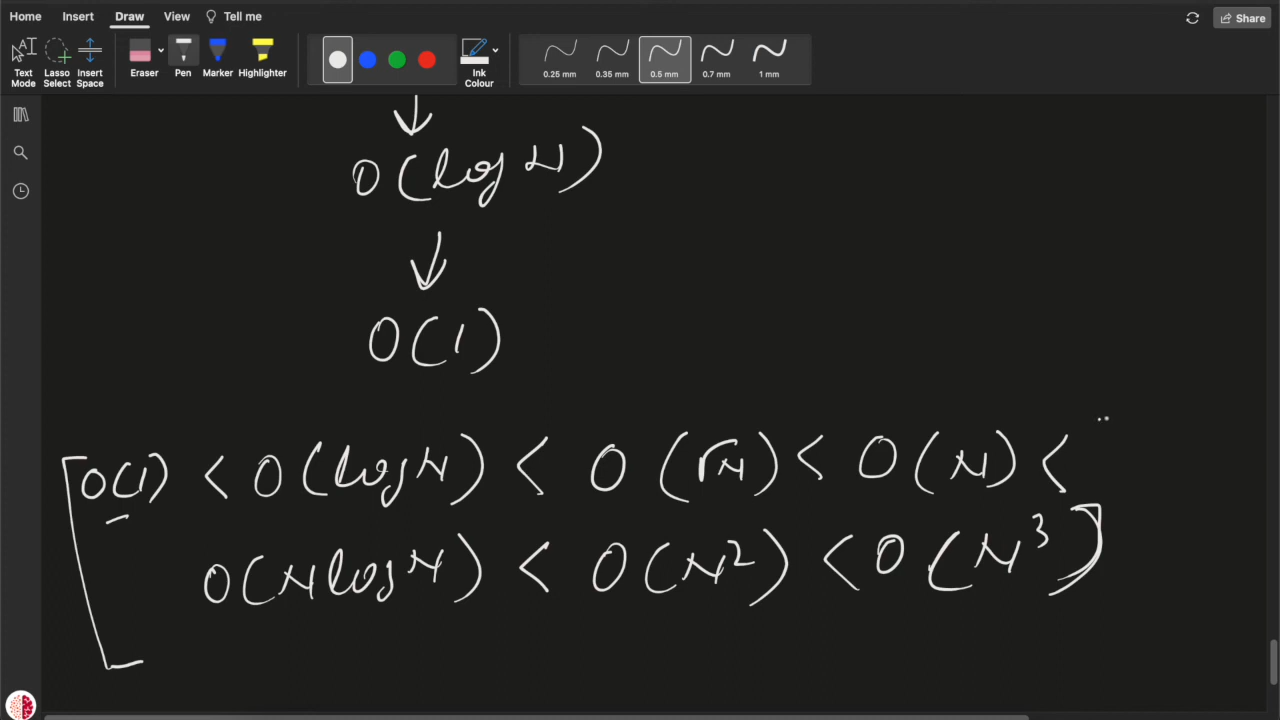 Home Insert Draw View Tell me Share
Text Mode Lasso Select Insert Space Eraser Pen Marker Highlighter Ink Colour 0.25 mm 0.35 mm 0.5 mm 0.7 mm 1 mm
↓
O(log N)
↓
O(1)
O(1) < O(log N) < O(√N) < O(N) <
O(N log N) < O(N²) < O(N³)